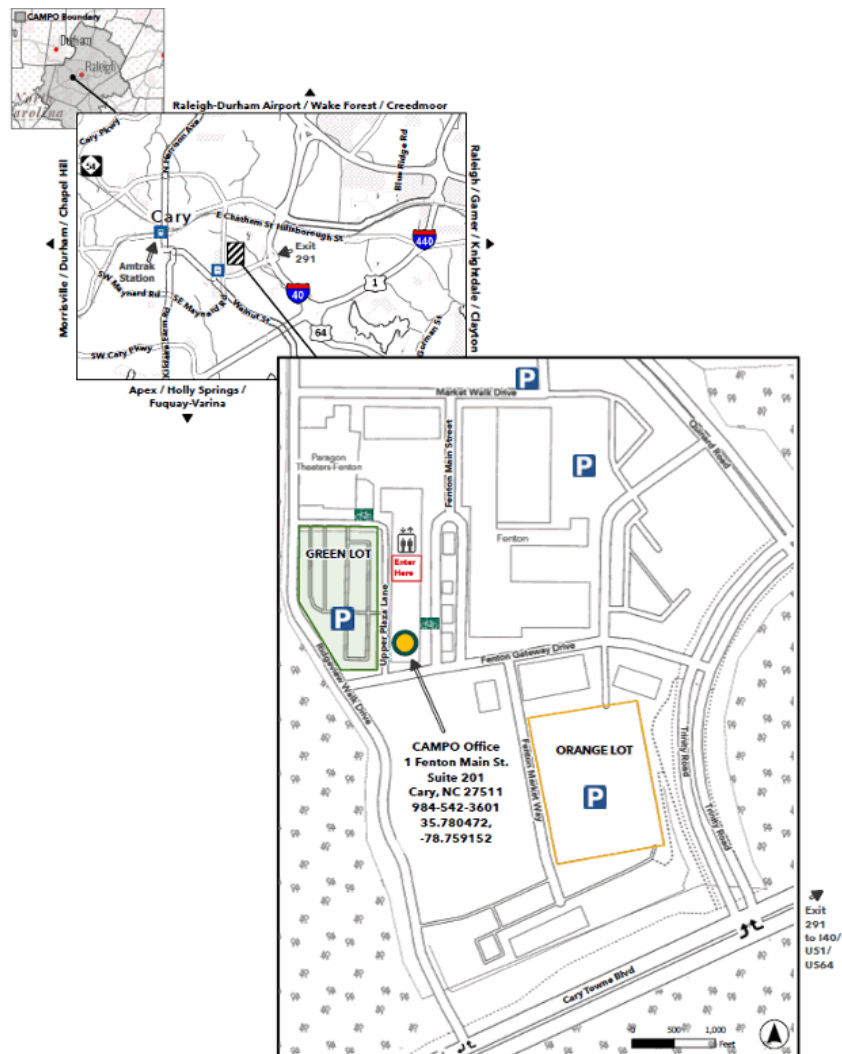 CAMPO Boundary
Durham
Raleigh
North
Carolina
Raleigh-Durham Airport / Wake Forest / Creedmoor
Morrisville / Durham / Chapel Hill
Raleigh / Garner / Knightdale / Clayton
Cary Pkwy
N Harrison Ave
Blue Ridge Rd
54
Cary
E Chatham St
Hillsborough St
440
Exit
291
Amtrak
Station
1
40
SW Maynard Rd
SE Maynard Rd
Walnut St
64
Kildaire Farm Rd
Gorman St
SW Cary Pkwy
Apex / Holly Springs /
Fuquay-Varina
P
Market Walk Drive
Quinard Road
Fenton Main Street
Paragon
Theaters-Fenton
P
Fenton
GREEN LOT
Enter
Here
P
Upper Plaza Lane
Fenton Gateway Drive
Ridgeview Walk Drive
Trinity Road
CAMPO Office
1 Fenton Main St.
Suite 201
Cary, NC 27511
984-542-3601
35.780472,
-78.759152
Fenton Market Way
ORANGE LOT
P
Trinity Road
Exit
291
to I40/
US1/
US64
Cary Towne Blvd
0 500 1,000
Feet